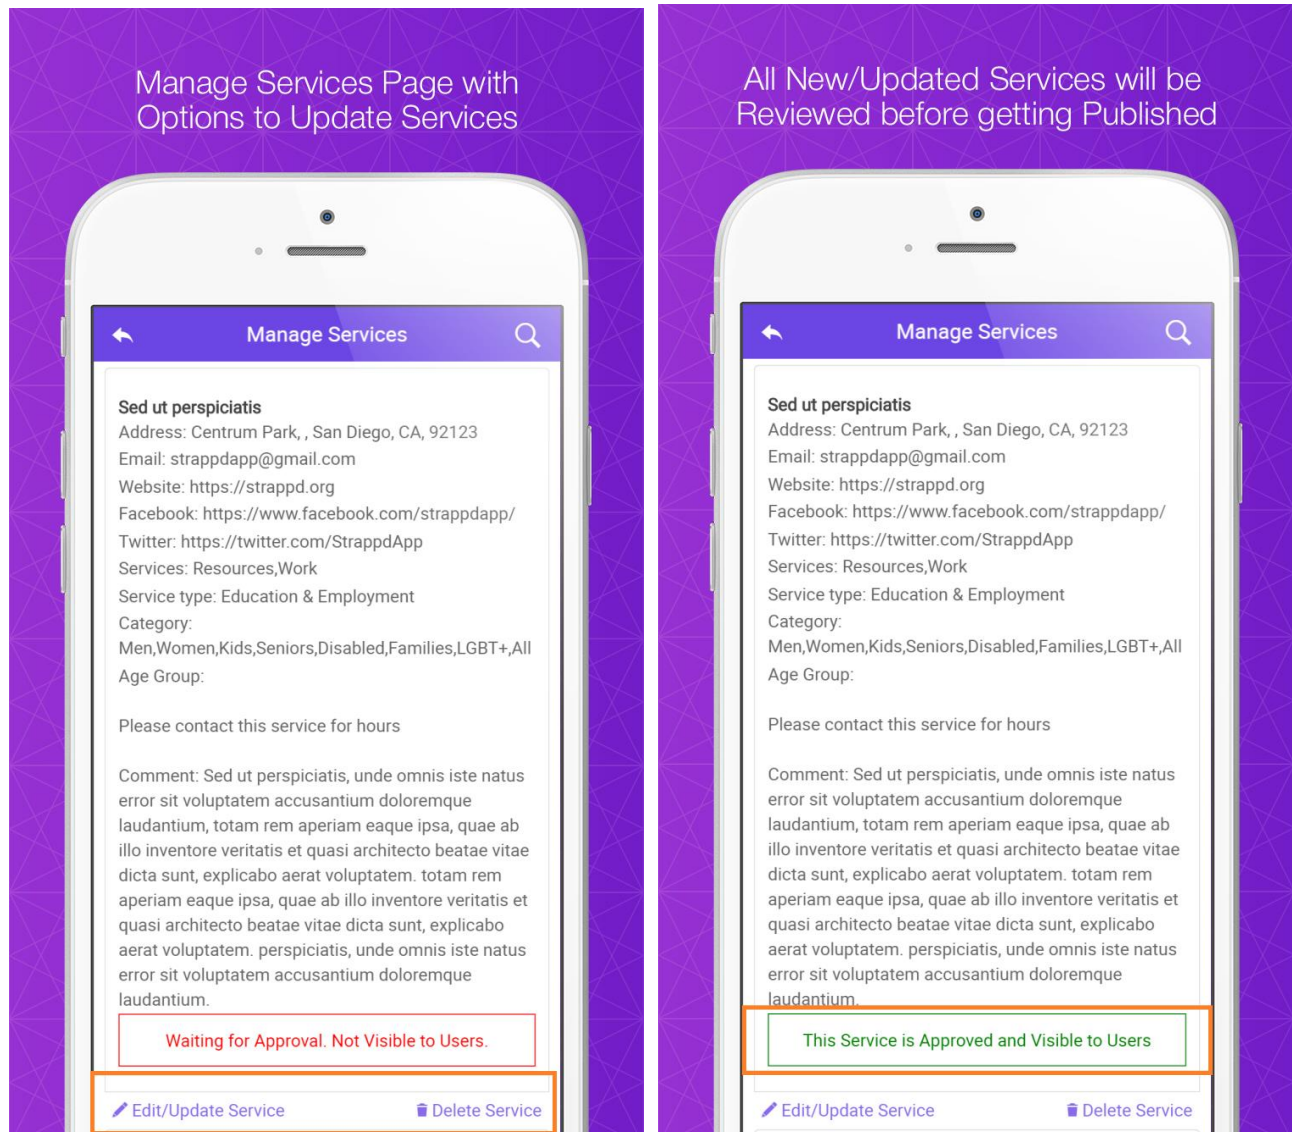 Manage Services Page with
Options to Update Services
Manage Services
Sed ut perspiciatis
Address: Centrum Park, , San Diego, CA, 92123
Email: strappdapp@gmail.com
Website: https://strappd.org
Facebook: https://www.facebook.com/strappdapp/
Twitter: https://twitter.com/StrappdApp
Services: Resources,Work
Service type: Education & Employment
Category:
Men,Women,Kids,Seniors,Disabled,Families,LGBT+,All
Age Group:
Please contact this service for hours
Comment: Sed ut perspiciatis, unde omnis iste natus
error sit voluptatem accusantium doloremque
laudantium, totam rem aperiam eaque ipsa, quae ab
illo inventore veritatis et quasi architecto beatae vitae
dicta sunt, explicabo aerat voluptatem. totam rem
aperiam eaque ipsa, quae ab illo inventore veritatis et
quasi architecto beatae vitae dicta sunt, explicabo
aerat voluptatem. perspiciatis, unde omnis iste natus
error sit voluptatem accusantium doloremque
laudantium.
Waiting for Approval. Not Visible to Users.
Edit/Update Service Delete Service
All New/Updated Services will be
Reviewed before getting Published
Manage Services
Sed ut perspiciatis
Address: Centrum Park, , San Diego, CA, 92123
Email: strappdapp@gmail.com
Website: https://strappd.org
Facebook: https://www.facebook.com/strappdapp/
Twitter: https://twitter.com/StrappdApp
Services: Resources,Work
Service type: Education & Employment
Category:
Men,Women,Kids,Seniors,Disabled,Families,LGBT+,All
Age Group:
Please contact this service for hours
Comment: Sed ut perspiciatis, unde omnis iste natus
error sit voluptatem accusantium doloremque
laudantium, totam rem aperiam eaque ipsa, quae ab
illo inventore veritatis et quasi architecto beatae vitae
dicta sunt, explicabo aerat voluptatem. totam rem
aperiam eaque ipsa, quae ab illo inventore veritatis et
quasi architecto beatae vitae dicta sunt, explicabo
aerat voluptatem. perspiciatis, unde omnis iste natus
error sit voluptatem accusantium doloremque
laudantium.
This Service is Approved and Visible to Users
Edit/Update Service Delete Service